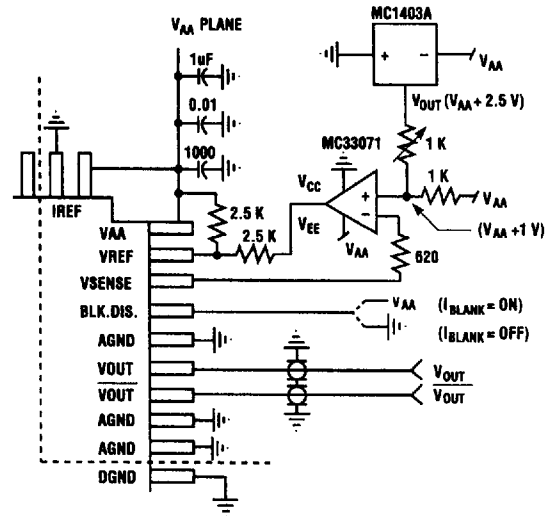 MC1403A
VAA PLANE
1uF
+
−
VAA
VOUT (VAA + 2.5 V)
0.01
MC33071
1 K
1000
VCC
+
1 K
VAA
IREF
2.5 K
−
(VAA +1 V)
VAA
VEE
VAA
VREF
2.5 K
620
VSENSE
BLK.DIS.
VAA
(IBLANK = ON)
(IBLANK = OFF)
AGND
VOUT
VOUT
VOUT
VOUT
AGND
AGND
DGND